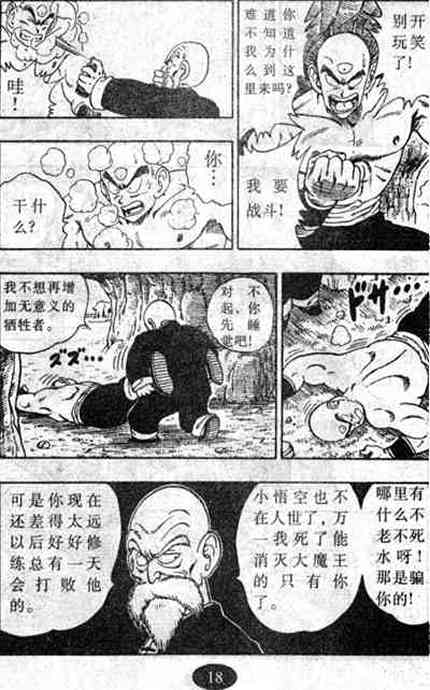 别开
玩笑
了！
难道你
不知道
我为什
么到这
里来吗？
我要
战斗！
哇！
你…
干什
么？
ドサ…
对不
起，你
先睡
觉吧！
我不想再增
加无意义的
牺牲者。
ズズ…
哪里有
什么不
老不死
水呀！
那是骗
你的！
小悟空也不
在人世了，万
一我死了能
消灭大魔王
的只有你
了。
可是你现在
还差得太远
以后好好修
练总有一天
会打败他
的。
18